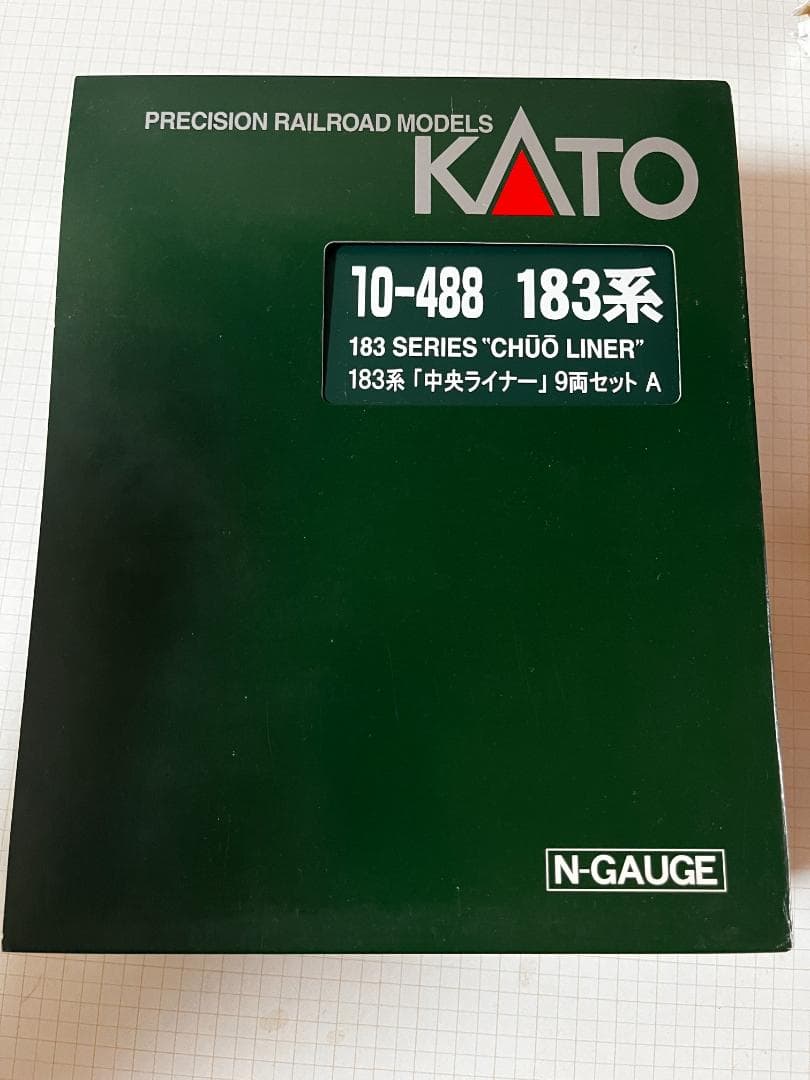 PRECISION RAILROAD MODELS
KATO
10-488 183系
183 SERIES "CHŪŌ LINER"
183系「中央ライナー」9両セット A
N-GAUGE